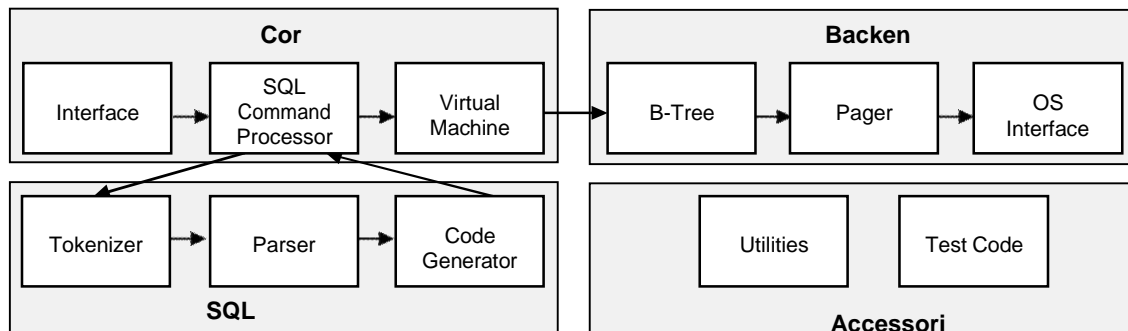 Cor
Interface
SQL
Command
Processor
Virtual
Machine
Backen
B-Tree
Pager
OS
Interface
Tokenizer
Parser
Code
Generator
SQL
Utilities
Test Code
Accessori